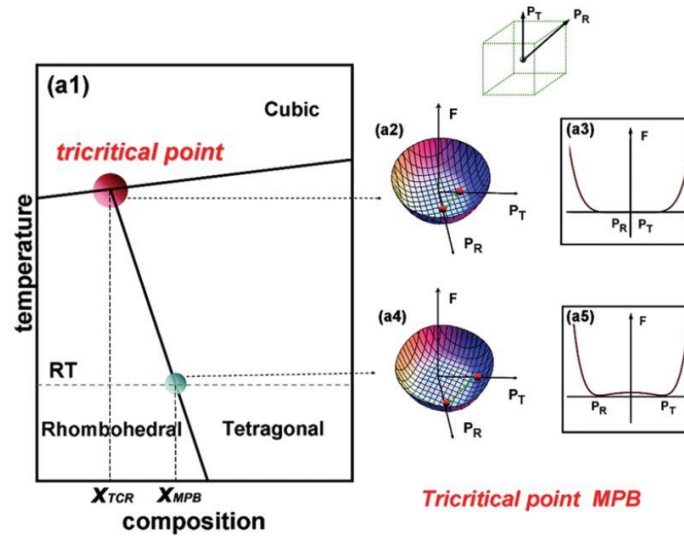 P_T
P_R
(a1)
Cubic
tricritical point
temperature
RT
Rhombohedral
Tetragonal
X_TCR
X_MPB
composition
(a2)
F
P_T
P_R
(a3)
F
P_R
P_T
(a4)
F
P_T
P_R
(a5)
F
P_R
P_T
Tricritical point MPB